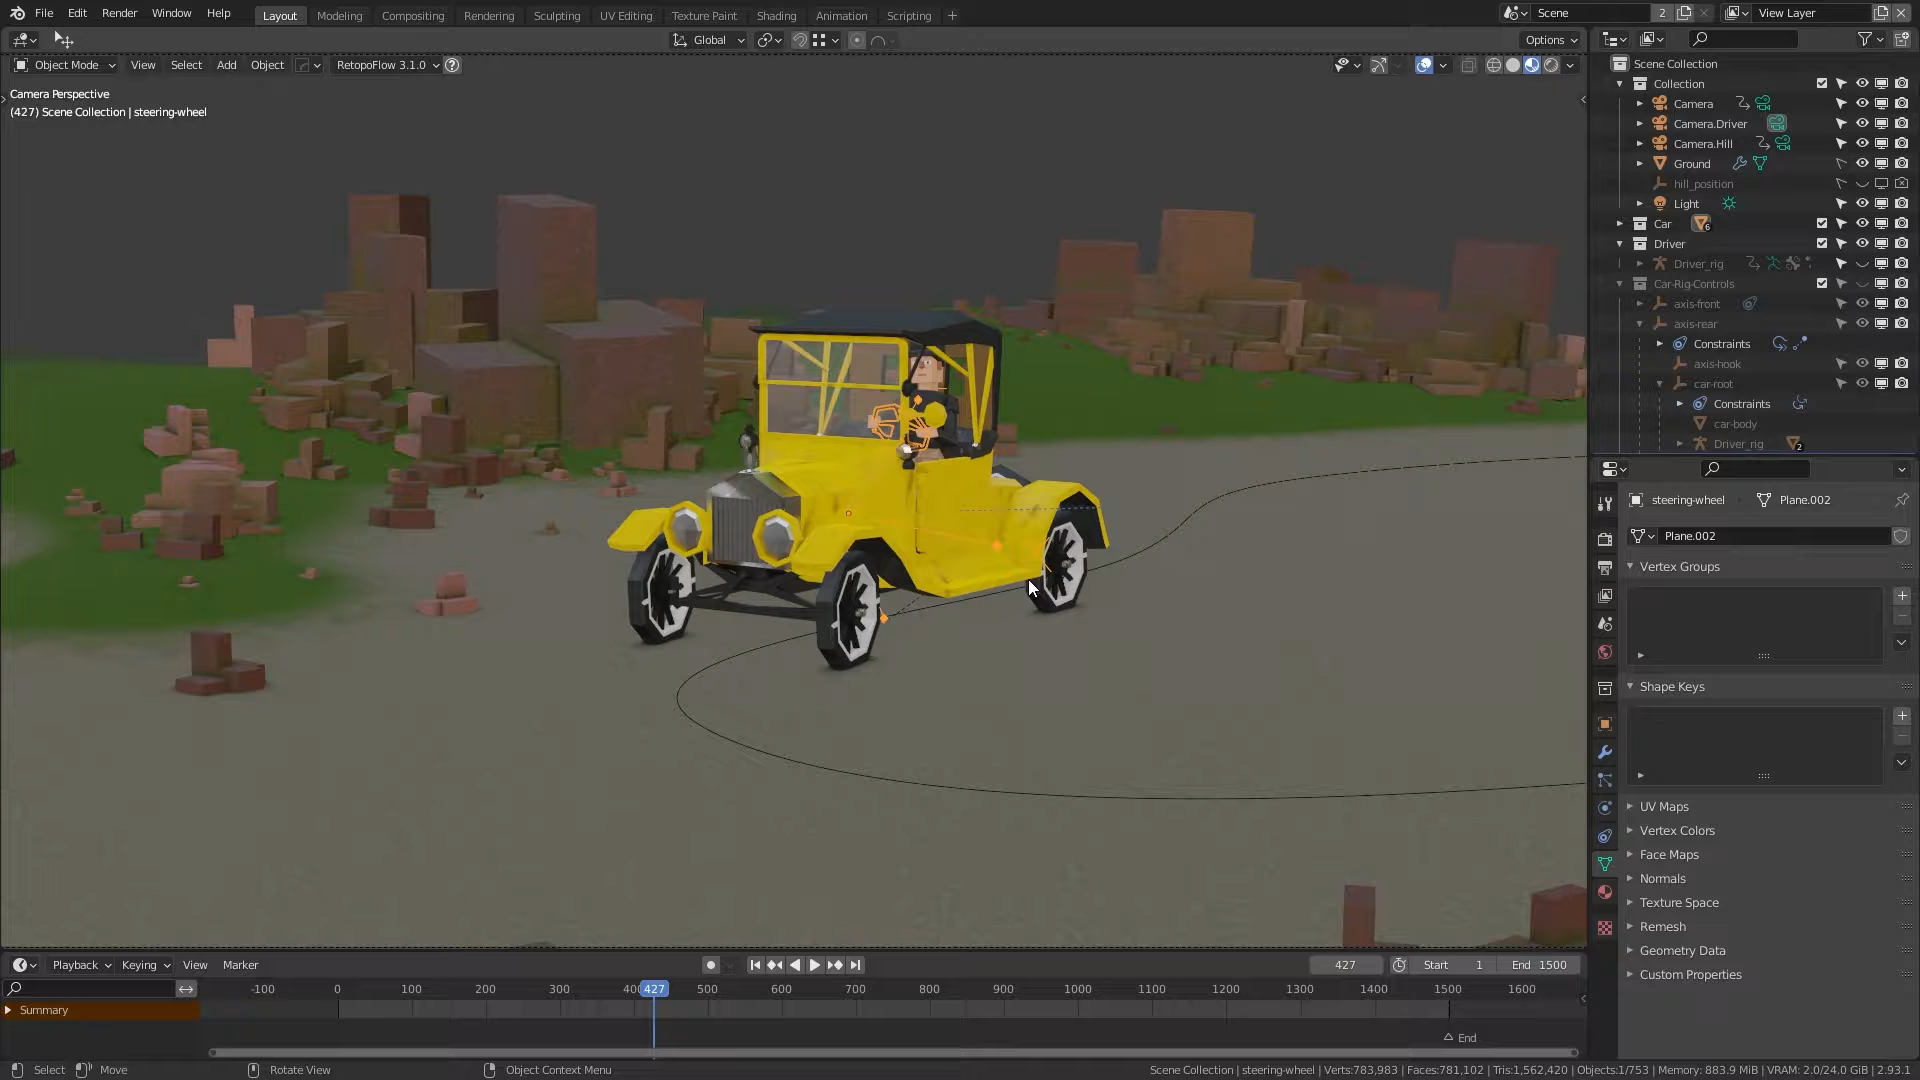 File Edit Render Window Help Layout Modeling Compositing Rendering Sculpting UV Editing Texture Paint Shading Animation Scripting + Scene 2 View Layer
Global Options
Object Mode View Select Add Object RetopoFlow 3.1.0
Camera Perspective
(427) Scene Collection | steering-wheel
Scene Collection
Collection
Camera
Camera.Driver
Camera.Hill
Ground
hill_position
Light
Car 6
Driver
Driver_rig
Car-Rig-Controls
axis-front
axis-rear
Constraints
axis-hook
car-root
Constraints
car-body
Driver_rig 2
steering-wheel Plane.002
Plane.002
Vertex Groups
Shape Keys
UV Maps
Vertex Colors
Face Maps
Normals
Texture Space
Remesh
Geometry Data
Custom Properties
Playback Keying View Marker 427 Start 1 End 1500
-100 0 100 200 300 400 427 500 600 700 800 900 1000 1100 1200 1300 1400 1500 1600
Summary
End
Select Move Rotate View Object Context Menu Scene Collection | steering-wheel | Verts:783,983 | Faces:781,102 | Tris:1,562,420 | Objects:1/753 | Memory: 883.9 MiB | VRAM: 2.0/24.0 GiB | 2.93.1